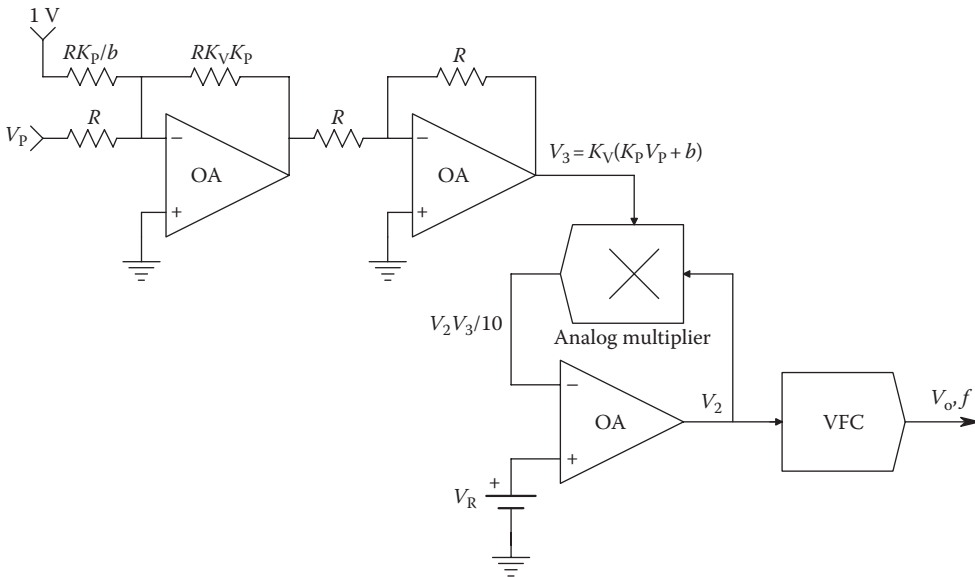 1 V
RK_P/b
RK_VK_P
R
V_P
R
R
−
+
OA
−
+
OA
V_3 = K_V(K_PV_P + b)
V_2V_3/10
Analog multiplier
−
+
OA
V_2
VFC
V_o, f
+
V_R